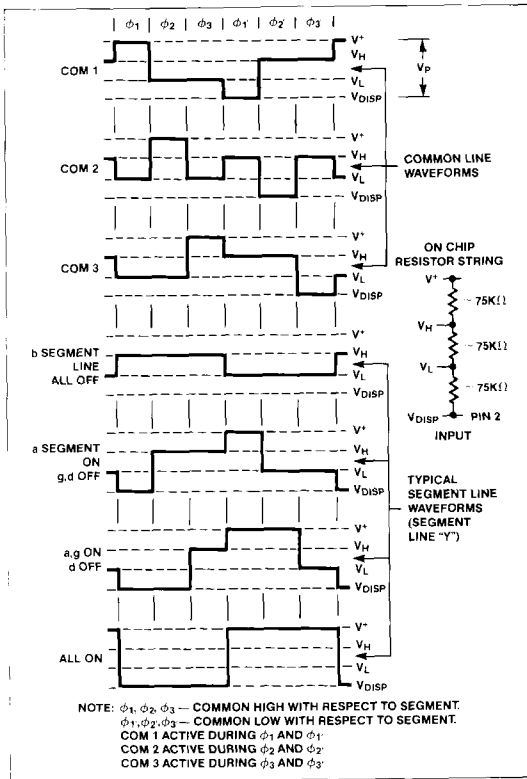 ϕ1 ϕ2 ϕ3 ϕ1' ϕ2' ϕ3'
COM 1
V+
VH
VL
VDISP
VP
COM 2
V+
VH
VL
VDISP
COMMON LINE
WAVEFORMS
COM 3
V+
VH
VL
VDISP
ON CHIP
RESISTOR STRING
V+
~75KΩ
VH
~75KΩ
VL
~75KΩ
VDISP
PIN 2
INPUT
b SEGMENT
LINE
ALL OFF
V+
VH
VL
VDISP
a SEGMENT
ON
g,d OFF
V+
VH
VL
VDISP
TYPICAL
SEGMENT LINE
WAVEFORMS
(SEGMENT
LINE "Y")
a,g ON
d OFF
V+
VH
VL
VDISP
ALL ON
V+
VH
VL
VDISP
NOTE: ϕ1, ϕ2, ϕ3 — COMMON HIGH WITH RESPECT TO SEGMENT.
ϕ1',ϕ2',ϕ3' — COMMON LOW WITH RESPECT TO SEGMENT.
COM 1 ACTIVE DURING ϕ1 AND ϕ1'
COM 2 ACTIVE DURING ϕ2 AND ϕ2'
COM 3 ACTIVE DURING ϕ3 AND ϕ3'